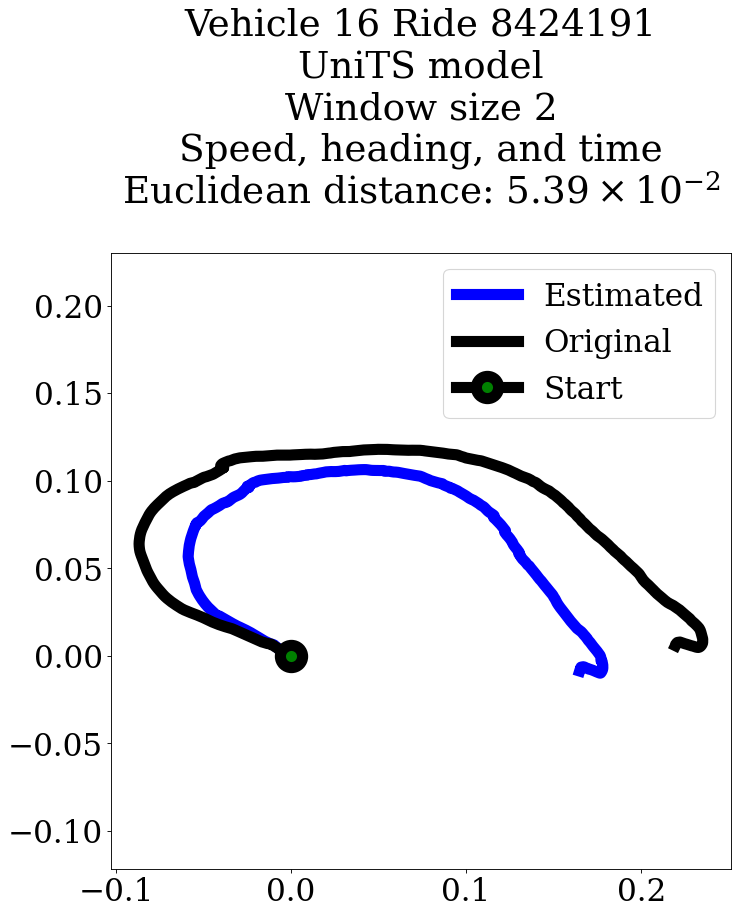 Vehicle 16 Ride 8424191
UniTS model
Window size 2
Speed, heading, and time
Euclidean distance: 5.39 × 10⁻²
Estimated
Original
Start
0.20
0.15
0.10
0.05
0.00
−0.05
−0.10
−0.1
0.0
0.1
0.2